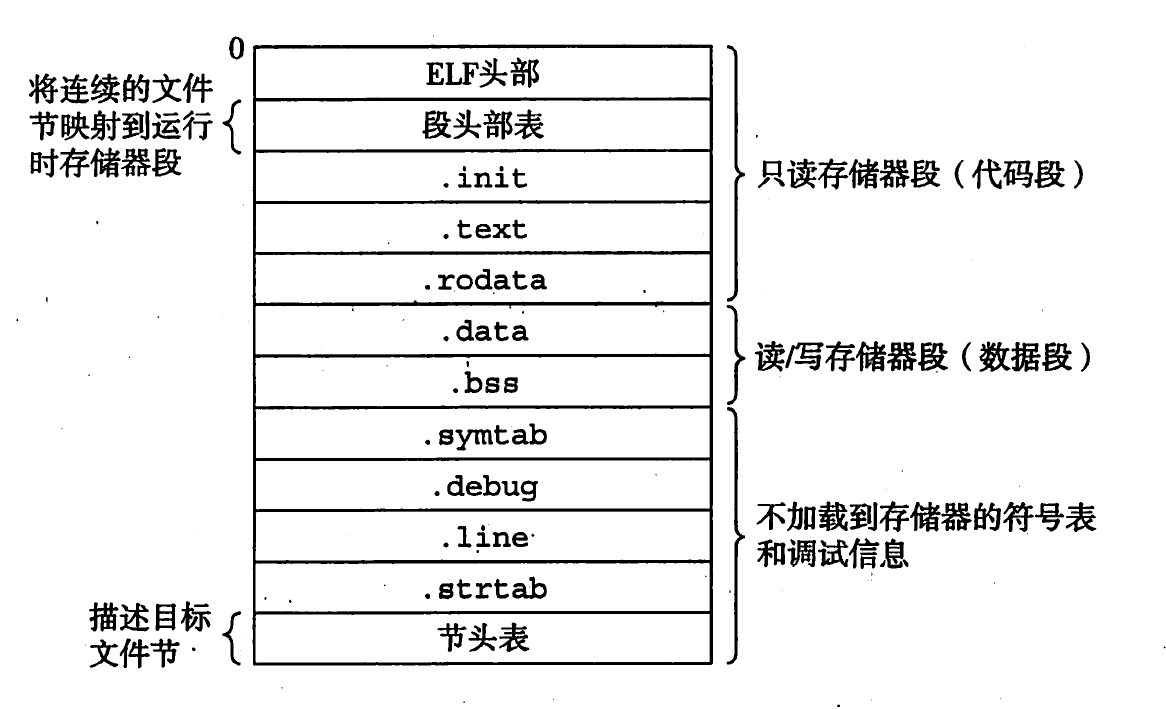 0
ELF头部
将连续的文件
节映射到运行
时存储器段
段头部表
.init
.text
.rodata
只读存储器段（代码段）
.data
.bss
读/写存储器段（数据段）
.symtab
.debug
.line
.strtab
不加载到存储器的符号表
和调试信息
描述目标
文件节
节头表